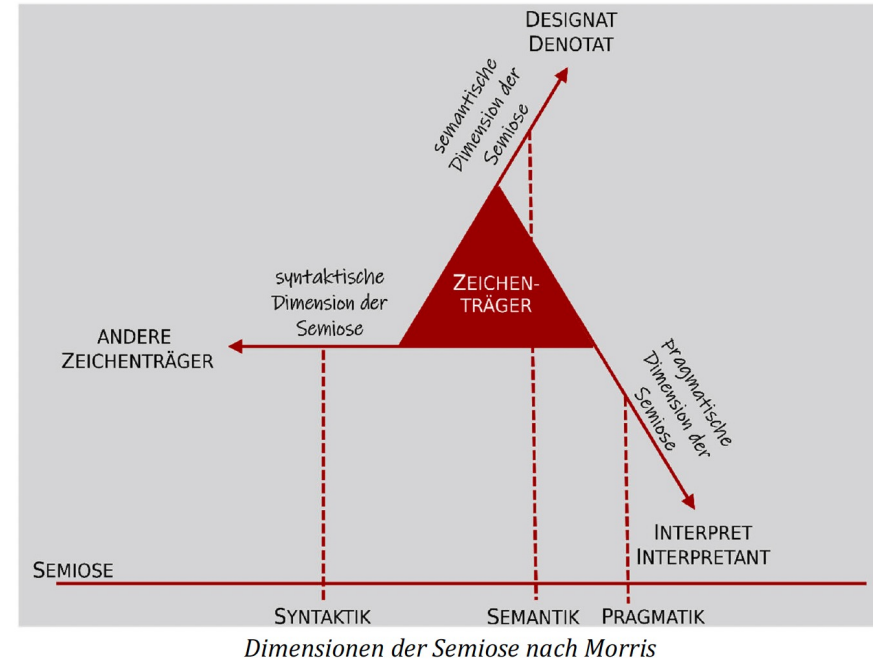 DESIGNAT
DENOTAT
semantische
Dimension der
Semiose
ZEICHEN-
TRÄGER
syntaktische
Dimension der
Semiose
ANDERE
ZEICHENTRÄGER
pragmatische
Dimension der
Semiose
INTERPRET
INTERPRETANT
SEMIOSE
SYNTAKTIK
SEMANTIK
PRAGMATIK
Dimensionen der Semiose nach Morris